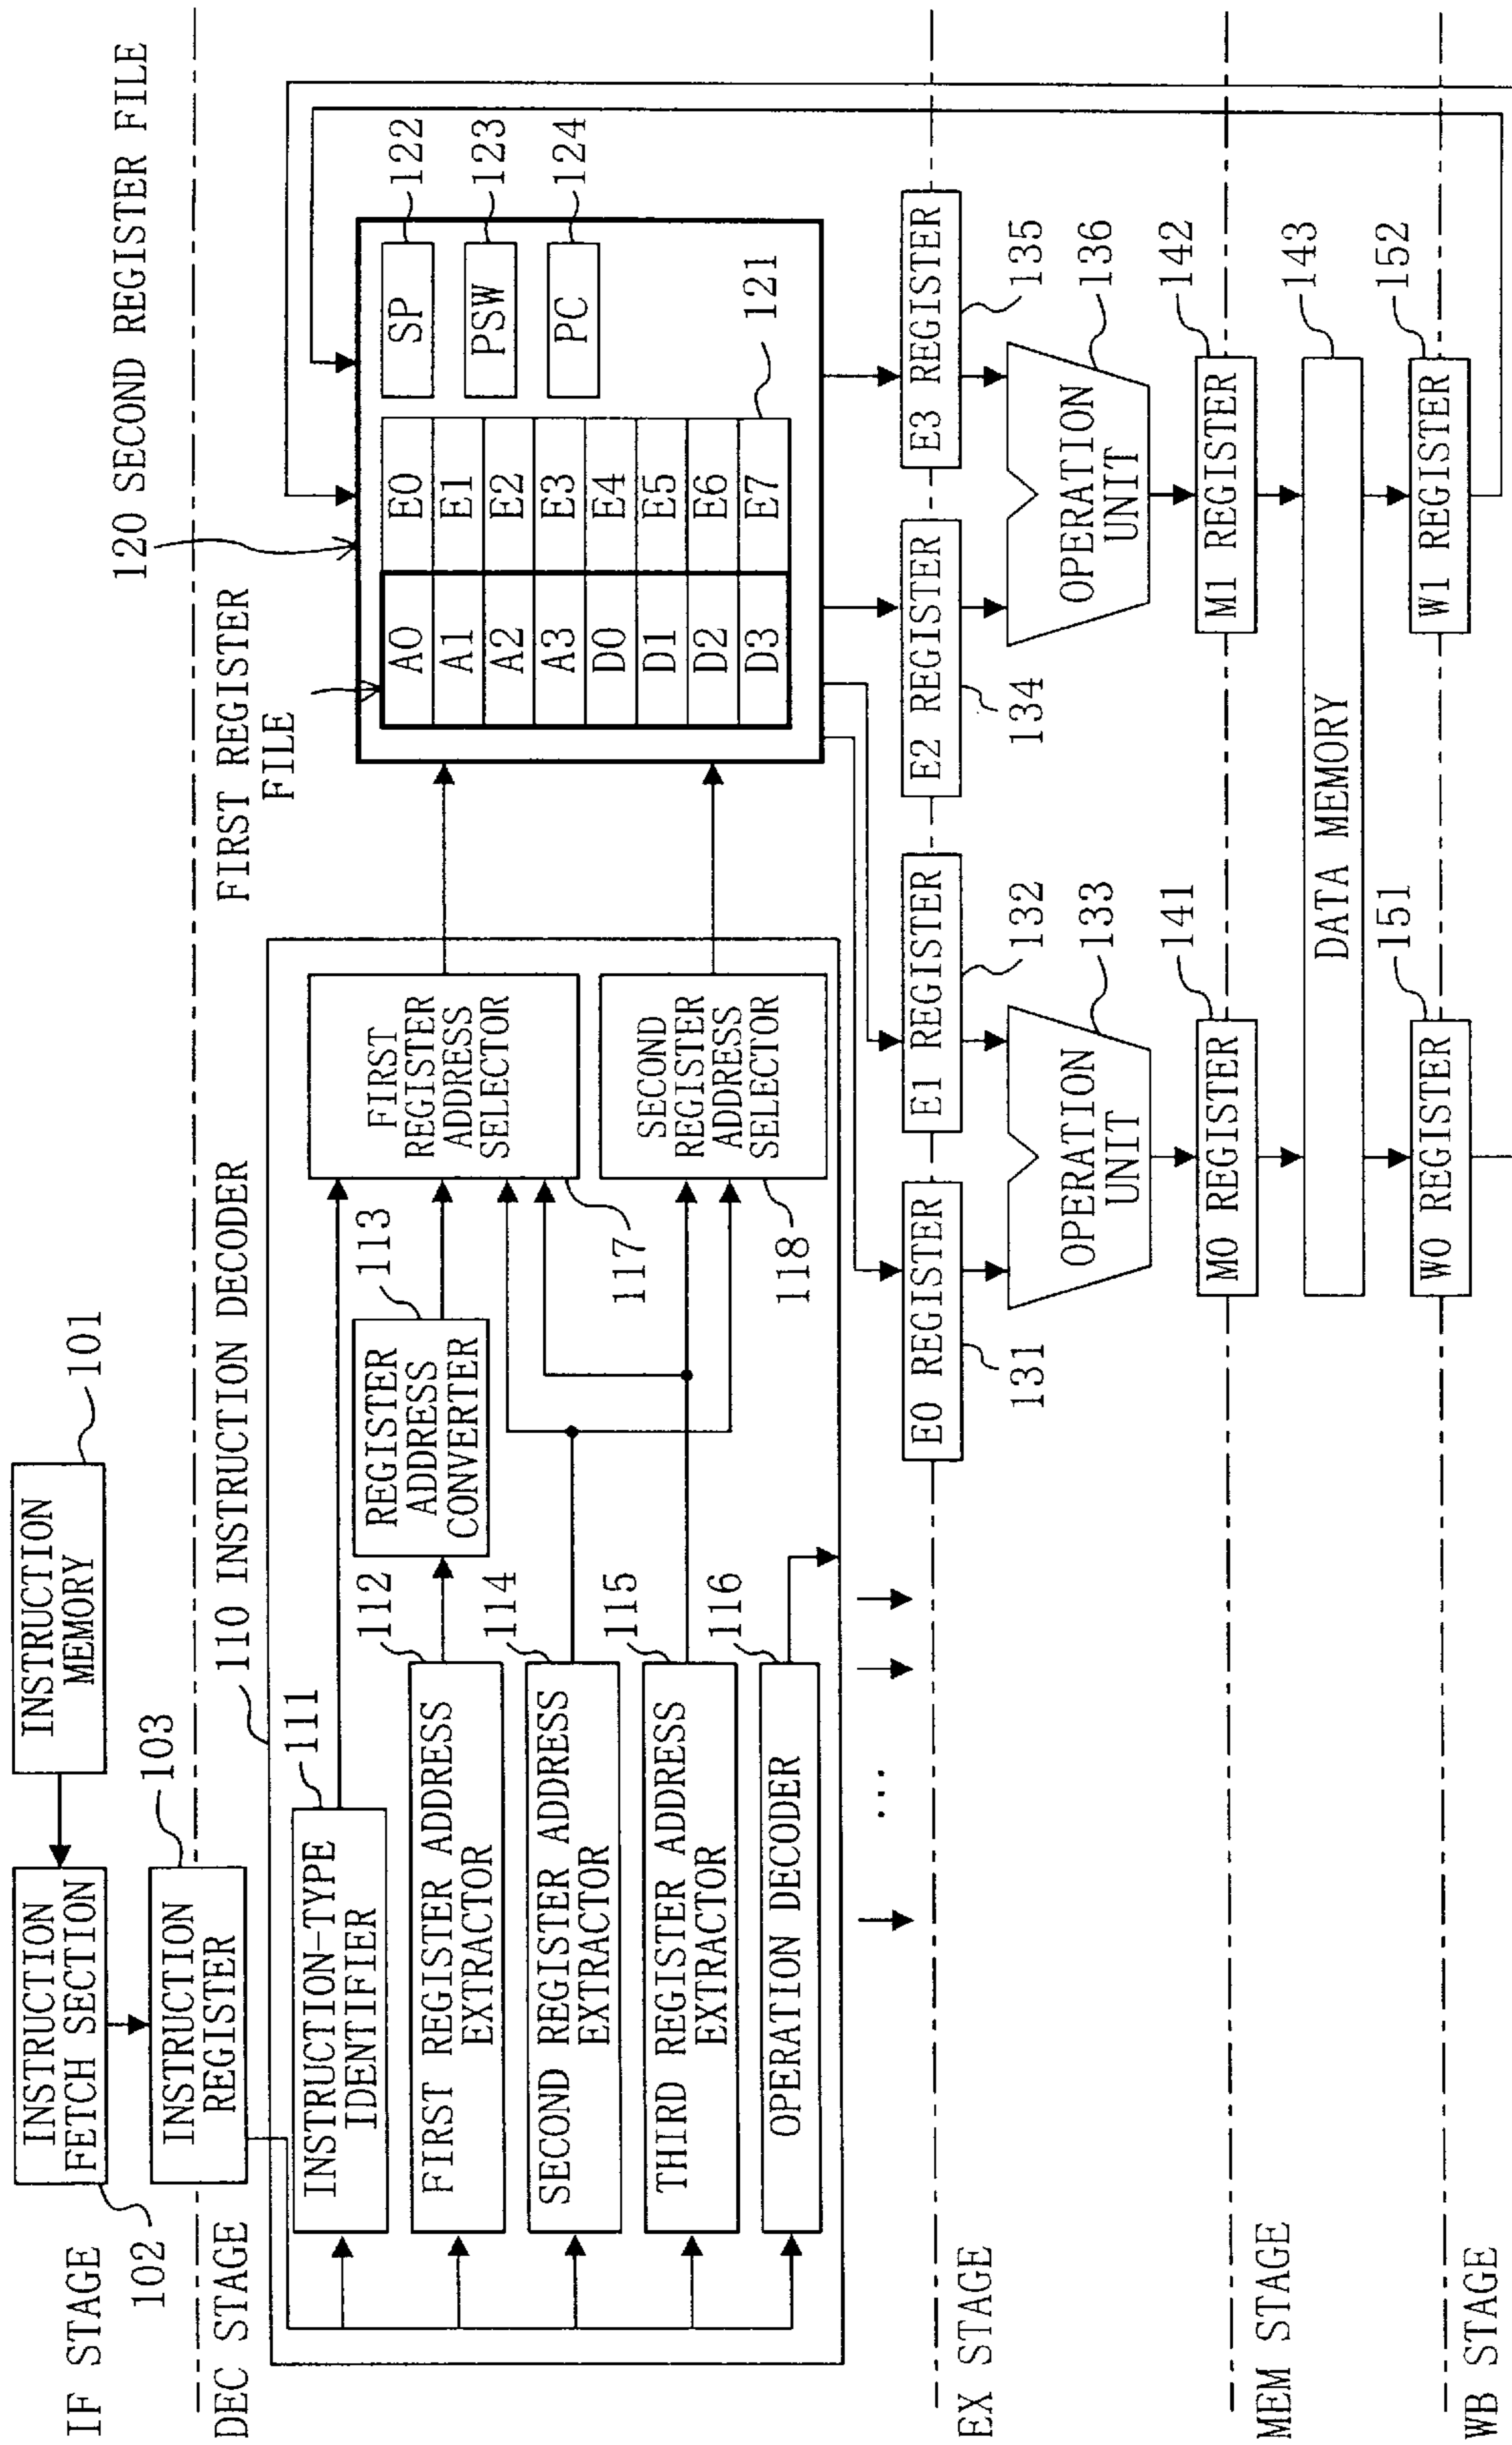 IF STAGE
102
INSTRUCTION
FETCH SECTION
INSTRUCTION
MEMORY
101
INSTRUCTION
REGISTER
103
DEC STAGE
110 INSTRUCTION DECODER
INSTRUCTION-TYPE
IDENTIFIER
111
FIRST REGISTER ADDRESS
EXTRACTOR
112
REGISTER
ADDRESS
CONVERTER
113
SECOND REGISTER ADDRESS
EXTRACTOR
114
THIRD REGISTER ADDRESS
EXTRACTOR
115
OPERATION DECODER
116
FIRST
REGISTER
ADDRESS
SELECTOR
117
SECOND
REGISTER
ADDRESS
SELECTOR
118
120 SECOND REGISTER FILE
FIRST REGISTER
FILE
A0 E0
A1 E1
A2 E2
A3 E3
D0 E4
D1 E5
D2 E6
D3 E7
121
SP
122
PSW
123
PC
124
...
EX STAGE
E0 REGISTER
131
E1 REGISTER
132
E2 REGISTER
134
E3 REGISTER
135
OPERATION
UNIT
133
OPERATION
UNIT
136
MEM STAGE
M0 REGISTER
141
M1 REGISTER
142
DATA MEMORY
143
WB STAGE
W0 REGISTER
151
W1 REGISTER
152